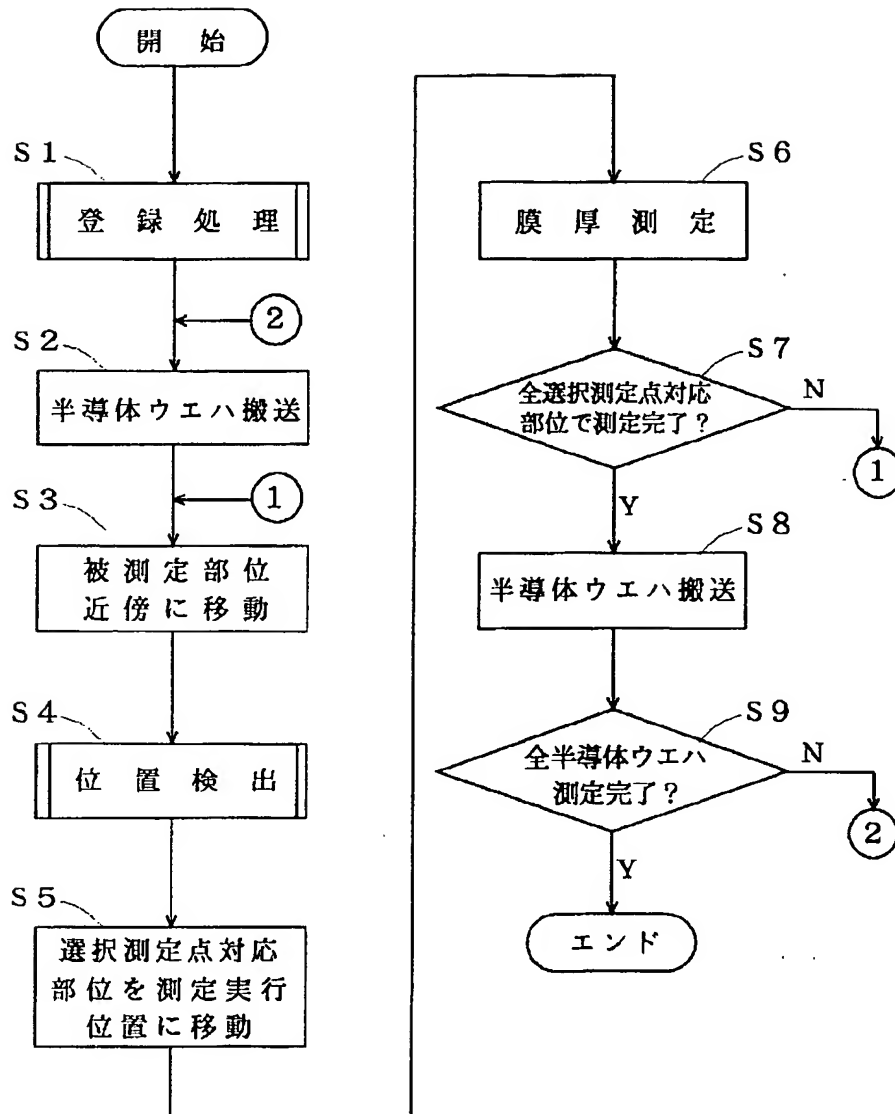 開始
S1
登録処理
②
S2
半導体ウエハ搬送
①
S3
被測定部位
近傍に移動
S4
位置検出
S5
選択測定点対応
部位を測定実行
位置に移動
S6
膜厚測定
S7
全選択測定点対応
部位で測定完了?
N
①
Y
S8
半導体ウエハ搬送
S9
全半導体ウエハ
測定完了?
N
②
Y
エンド